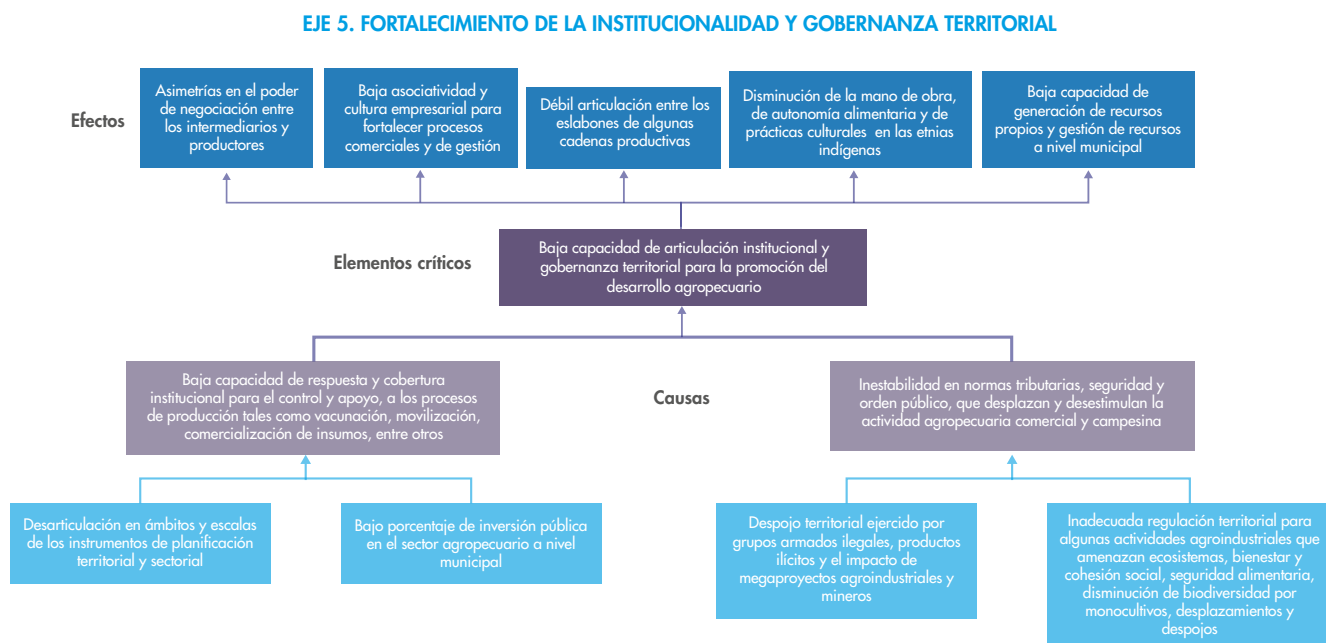 EJE 5. FORTALECIMIENTO DE LA INSTITUCIONALIDAD Y GOBERNANZA TERRITORIAL
Efectos
Asimetrías en el poder
de negociación entre
los intermediarios y
productores
Baja asociatividad y
cultura empresarial para
fortalecer procesos
comerciales y de gestión
Débil articulación entre los
eslabones de algunas
cadenas productivas
Disminución de la mano de obra,
de autonomía alimentaria y de
prácticas culturales en las etnias
indígenas
Baja capacidad de
generación de recursos
propios y gestión de recursos
a nivel municipal
Elementos críticos
Baja capacidad de articulación institucional y
gobernanza territorial para la promoción del
desarrollo agropecuario
Baja capacidad de respuesta y cobertura
institucional para el control y apoyo, a los procesos
de producción tales como vacunación, movilización,
comercialización de insumos, entre otros
Causas
Inestabilidad en normas tributarias, seguridad y
orden público, que desplazan y desestimulan la
actividad agropecuaria comercial y campesina
Desarticulación en ámbitos y escalas
de los instrumentos de planificación
territorial y sectorial
Bajo porcentaje de inversión pública
en el sector agropecuario a nivel
municipal
Despojo territorial ejercido por
grupos armados ilegales, productos
ilícitos y el impacto de
megaproyectos agroindustriales y
mineros
Inadecuada regulación territorial para
algunas actividades agroindustriales que
amenazan ecosistemas, bienestar y
cohesión social, seguridad alimentaria,
disminución de biodiversidad por
monocultivos, desplazamientos y
despojos